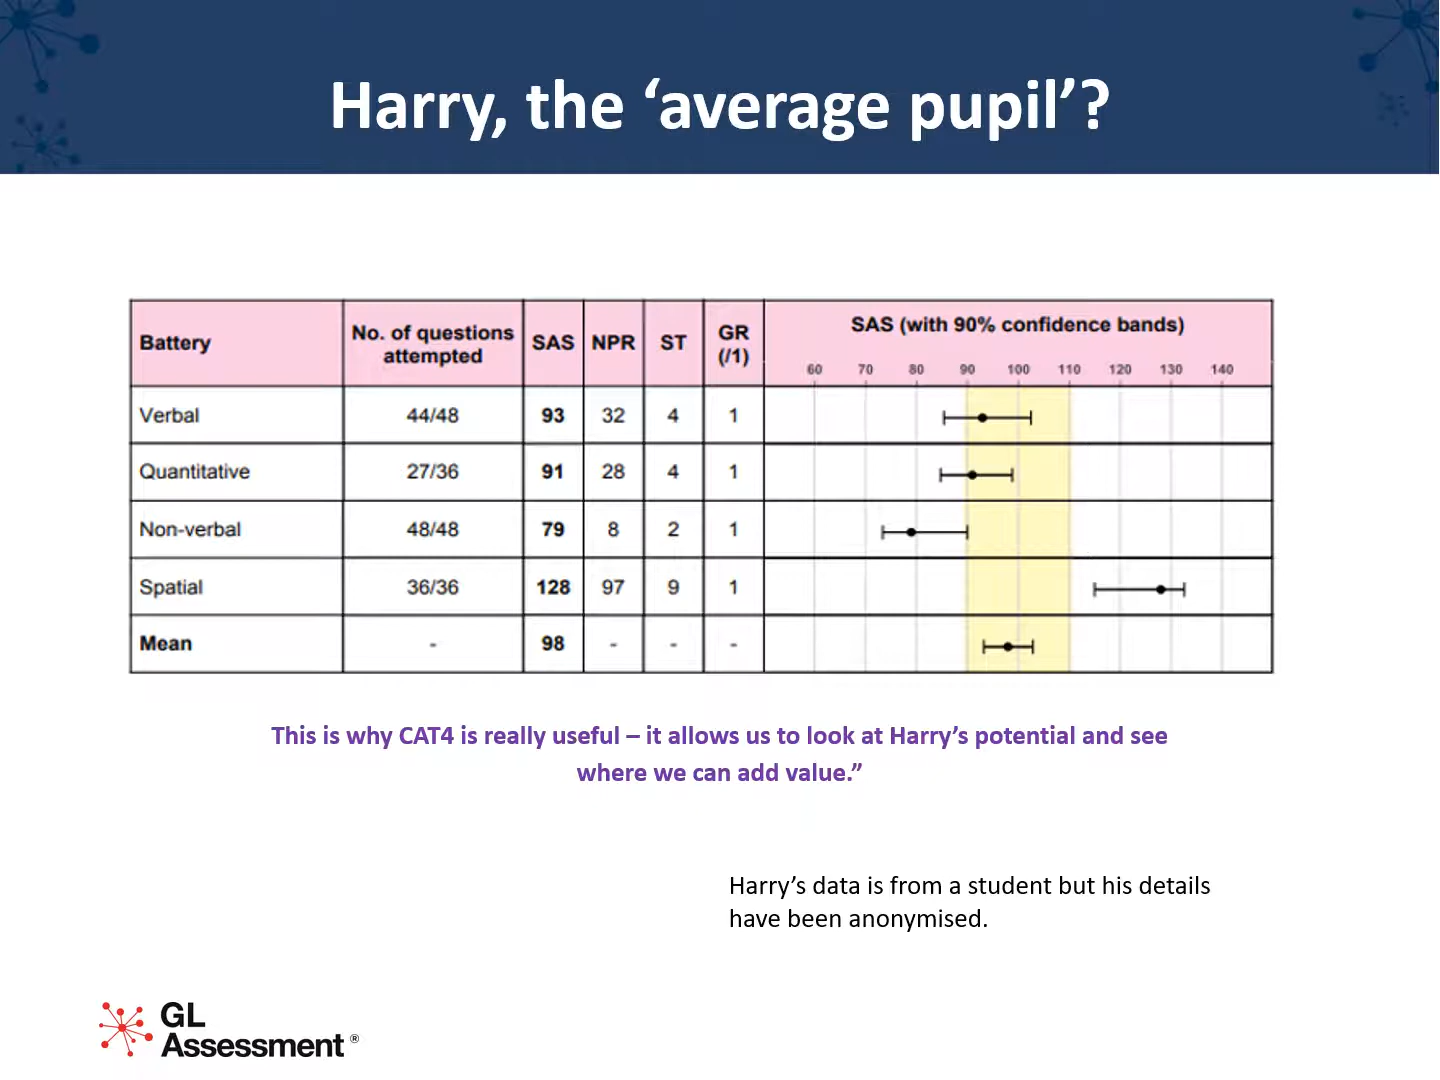 Harry, the ‘average pupil’?
Battery No. of questions attempted SAS NPR ST GR (/1) SAS (with 90% confidence bands)
60 70 80 90 100 110 120 130 140
Verbal 44/48 93 32 4 1
Quantitative 27/36 91 28 4 1
Non-verbal 48/48 79 8 2 1
Spatial 36/36 128 97 9 1
Mean - 98 - - -
This is why CAT4 is really useful – it allows us to look at Harry’s potential and see
where we can add value.”
Harry’s data is from a student but his details
have been anonymised.
GL
Assessment®